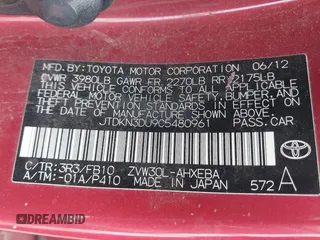 MFD.BY: TOYOTA MOTOR CORPORATION 06/12
GVWR 3980LB GAWR FR 2270LB RR 2175LB
THIS VEHICLE CONFORMS TO ALL APPLICABLE
FEDERAL MOTOR VEHICLE SAFETY, BUMPER, AND
THEFT PREVENTION STANDARDS IN EFFECT ON
THE DATE OF MANUFACTURE SHOWN ABOVE.
JTDKN3DU9C5480961
C/TR: 3R3/FB10 ZVW30L-AHXEBA
A/TM: -01A/P410 MADE IN JAPAN
TOYOTA
572 A
DREAMBID